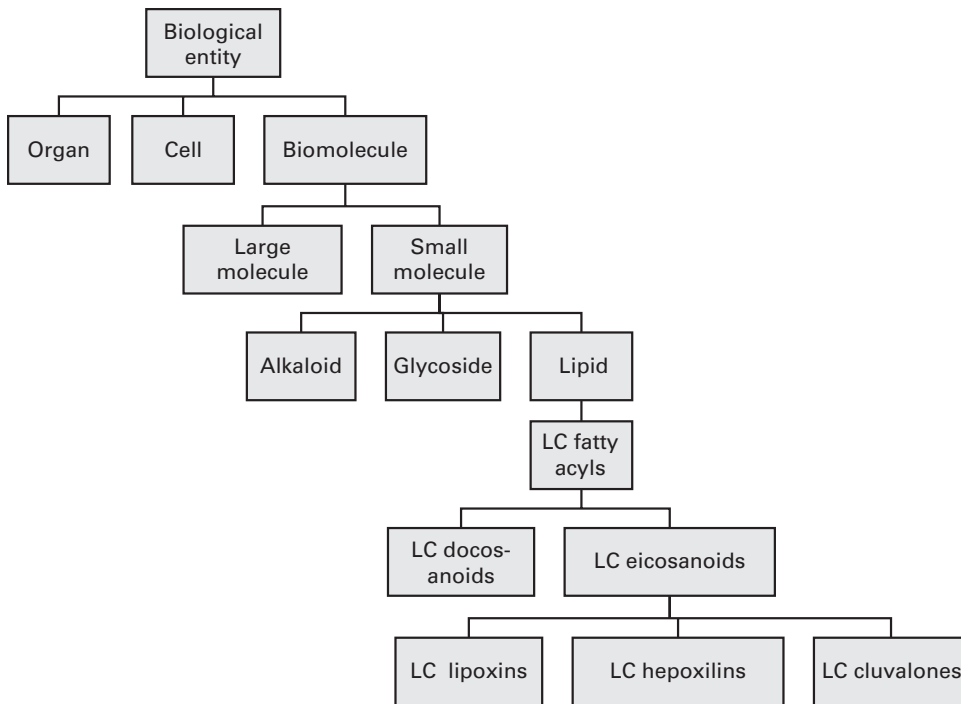 Biological
entity
Organ
Cell
Biomolecule
Large
molecule
Small
molecule
Alkaloid
Glycoside
Lipid
LC fatty
acyls
LC docos-
anoids
LC eicosanoids
LC lipoxins
LC hepoxilins
LC cluvalones